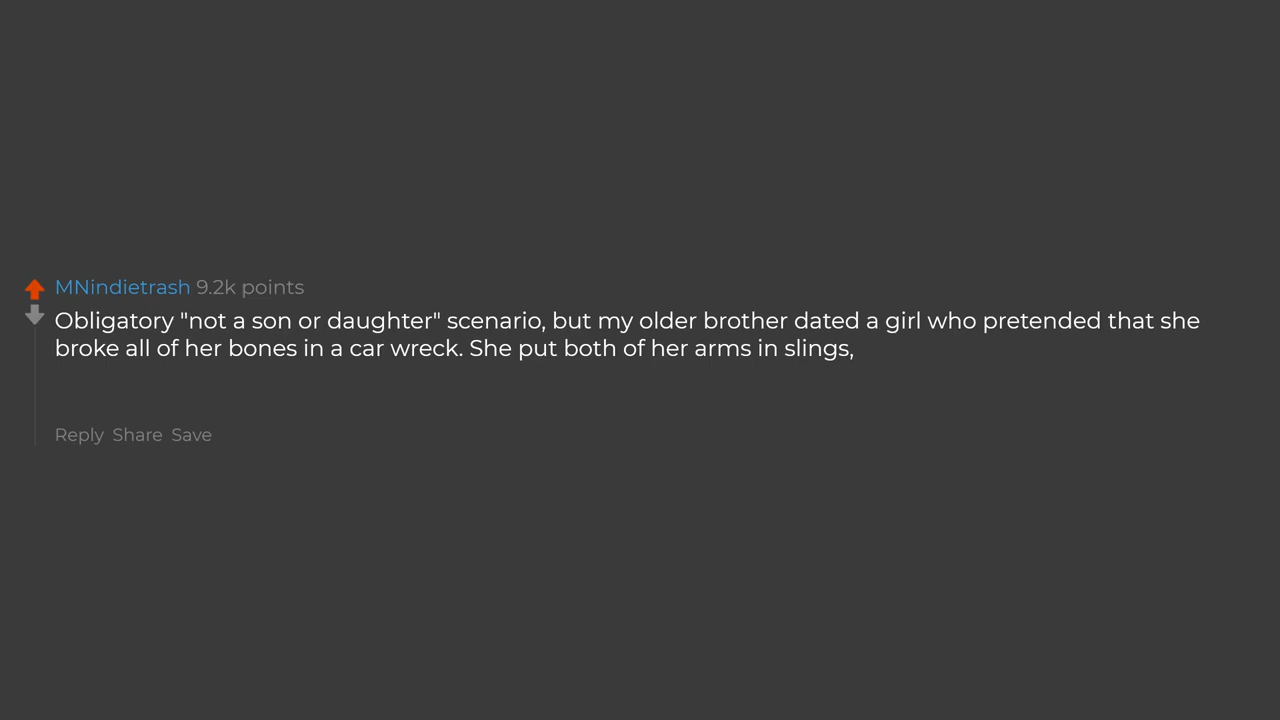 MNindietrash 9.2k points
Obligatory "not a son or daughter" scenario, but my older brother dated a girl who pretended that she
broke all of her bones in a car wreck. She put both of her arms in slings,
Reply Share Save